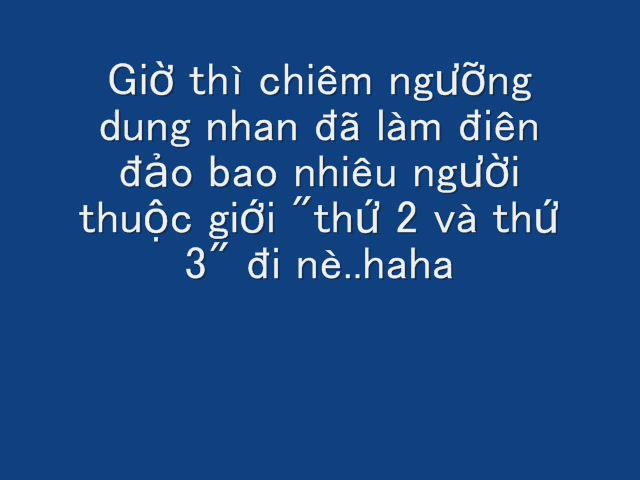 Giờ thì chiêm ngưỡng
dung nhan đã làm điên
đảo bao nhiêu người
thuộc giới "thứ 2 và thứ
3" đi nè..haha